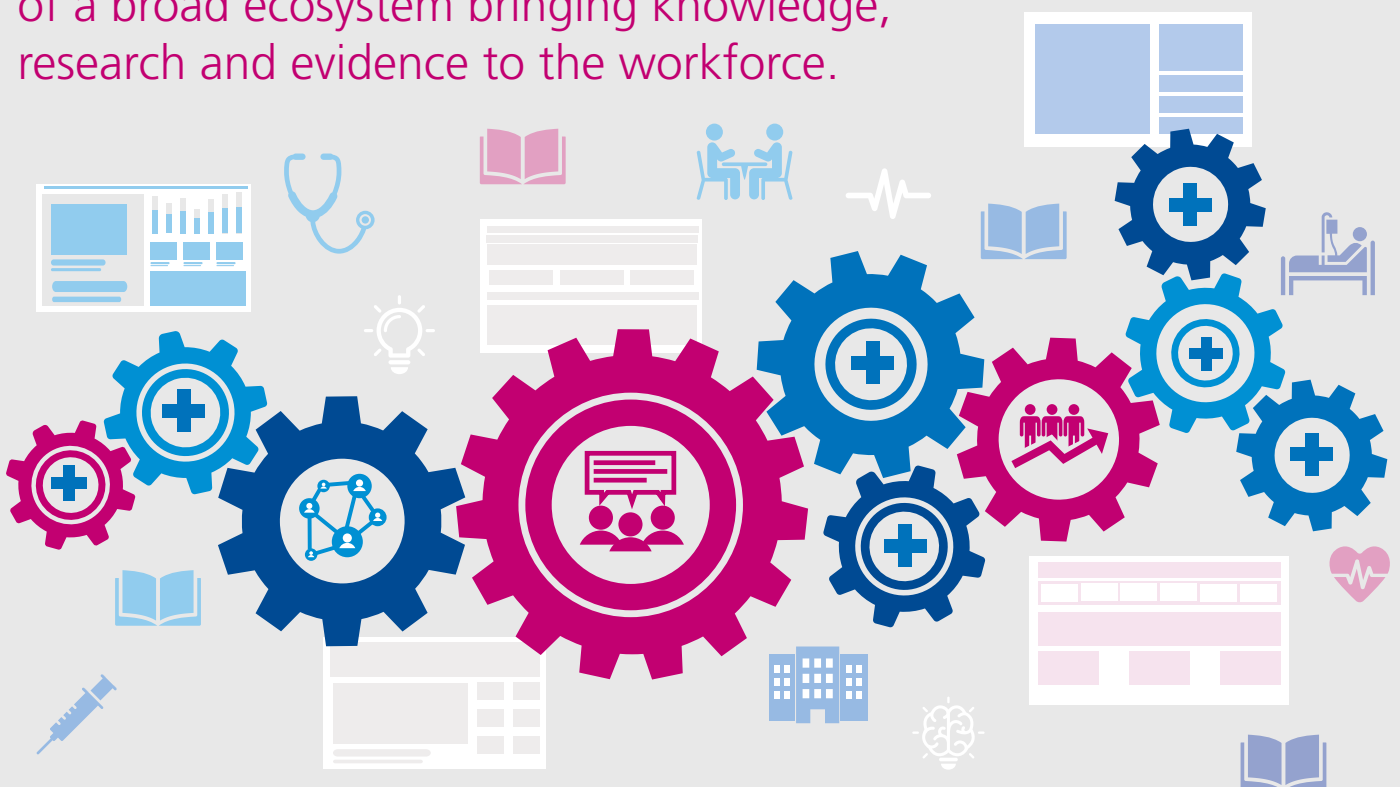 of a broad ecosystem bringing knowledge,
research and evidence to the workforce.